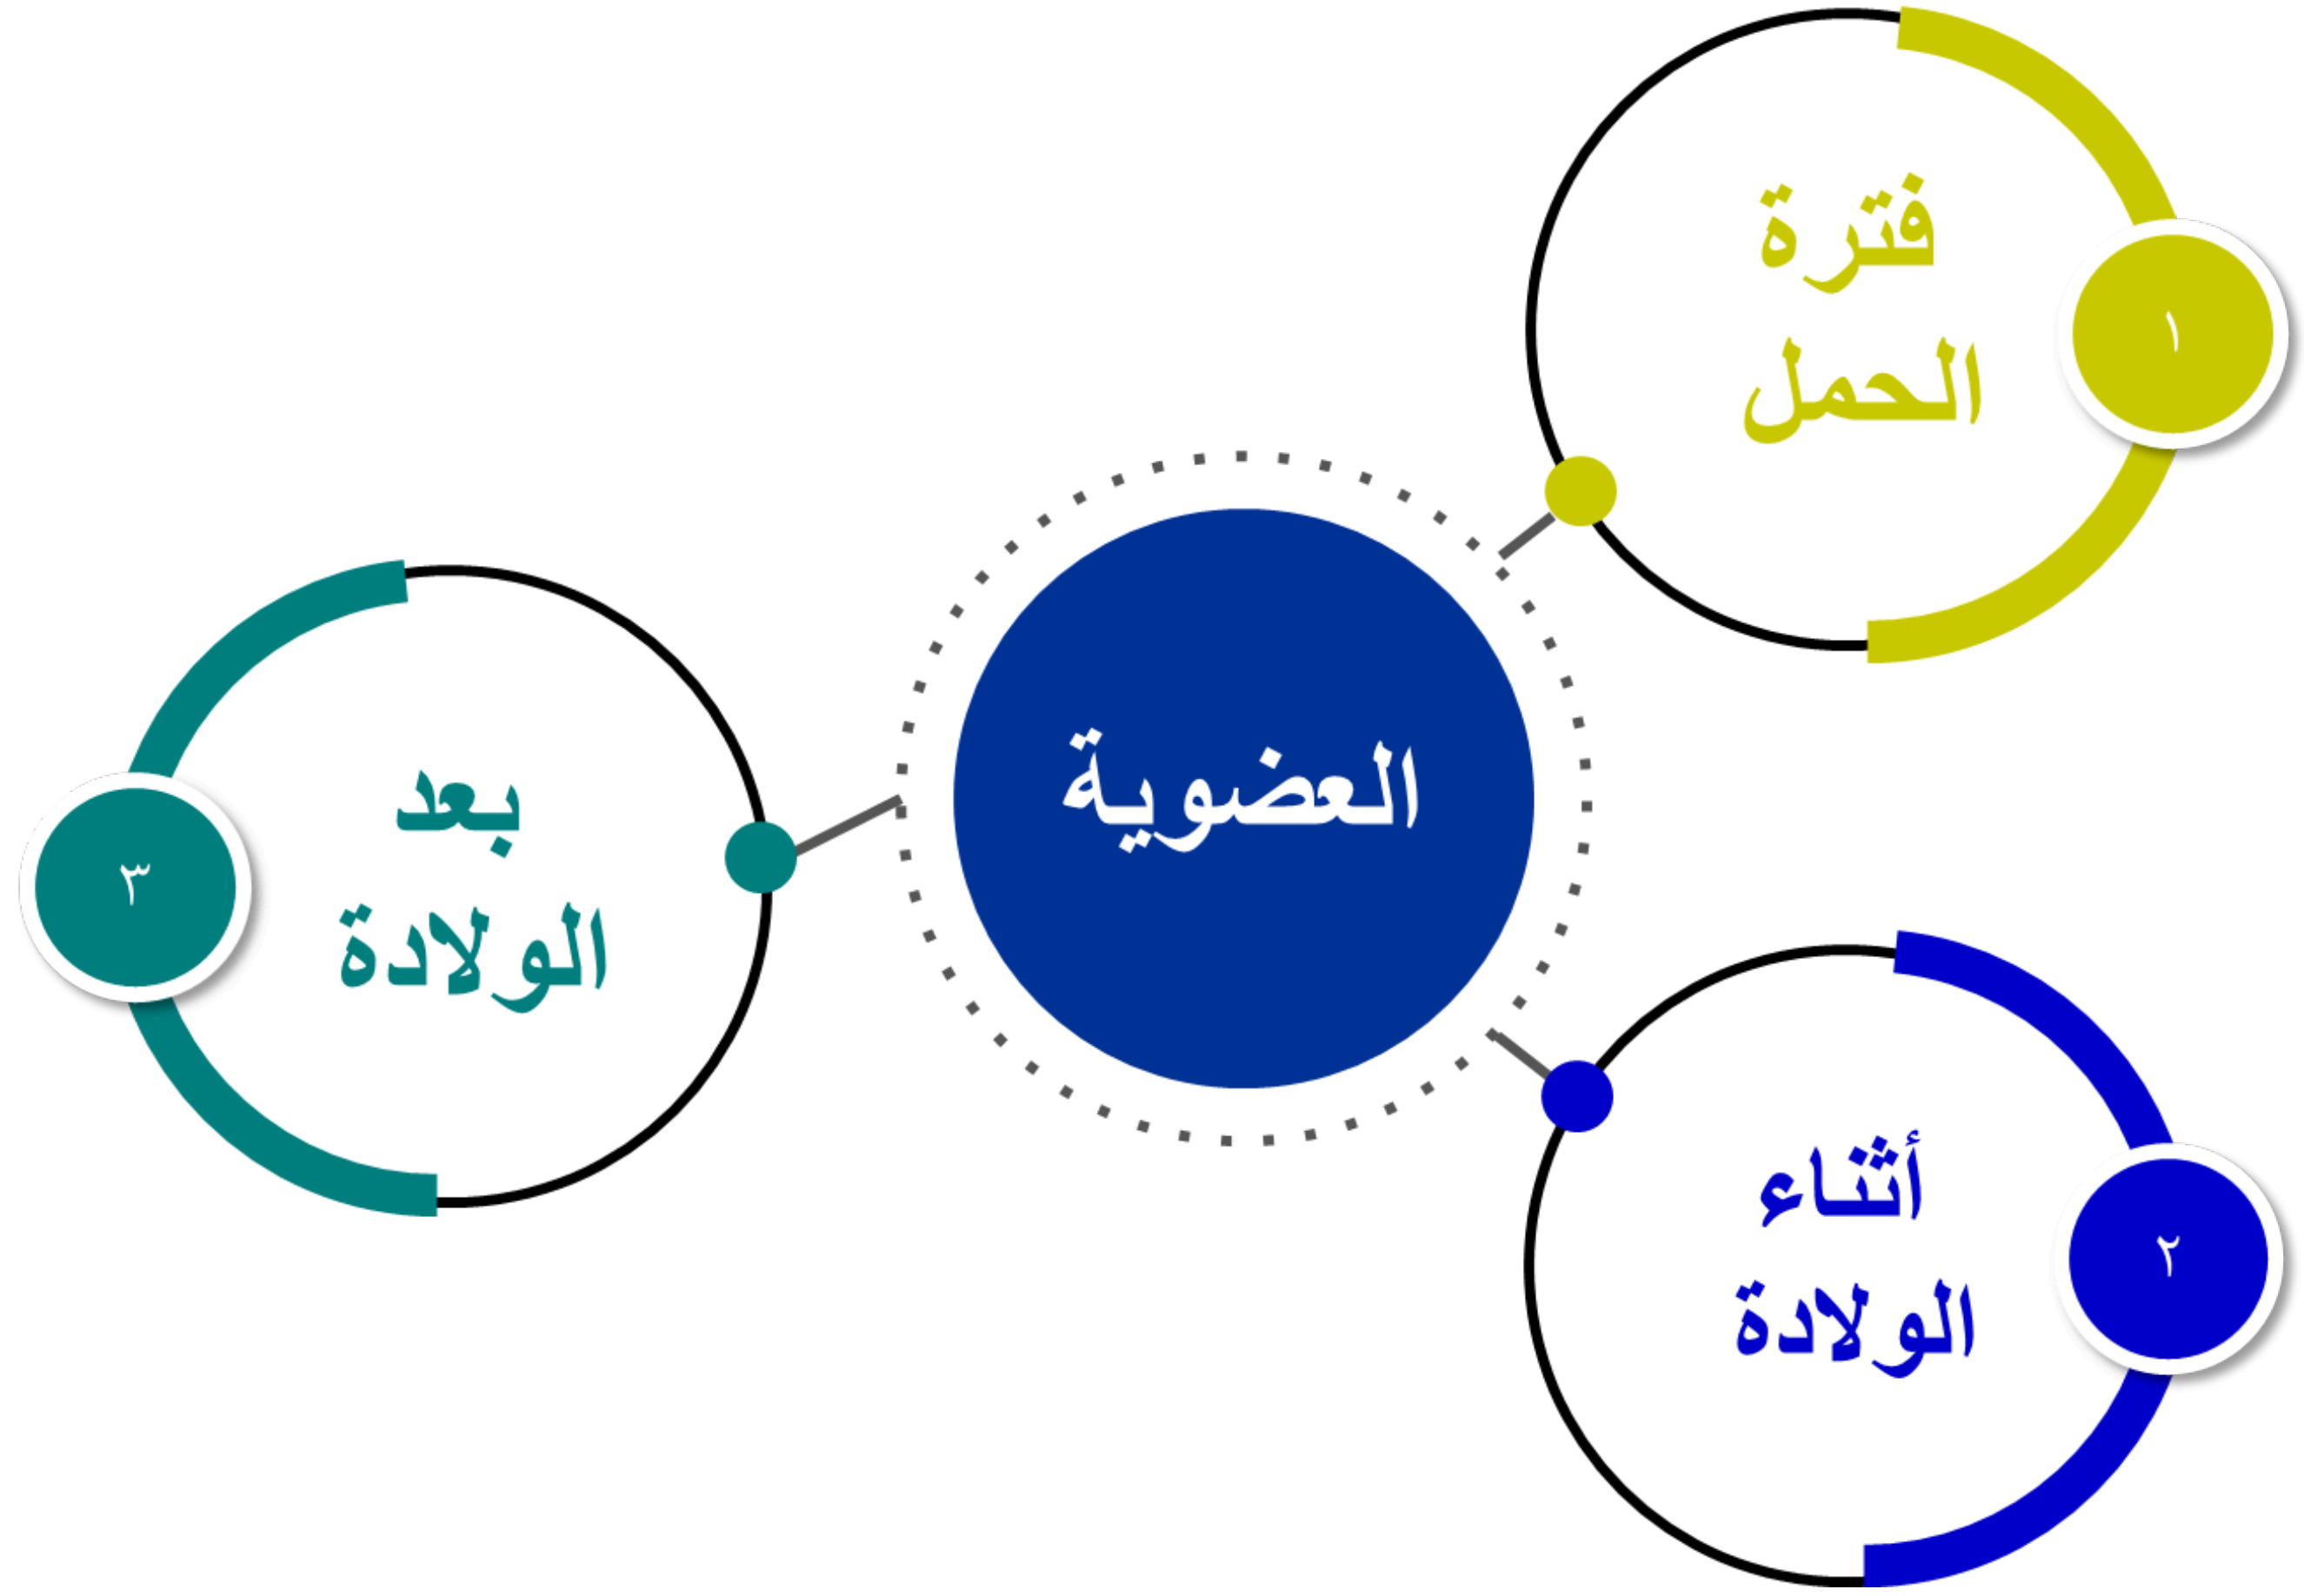 العضوية
١
فترة
الحمل
٢
أثناء
الولادة
٣
بعد
الولادة